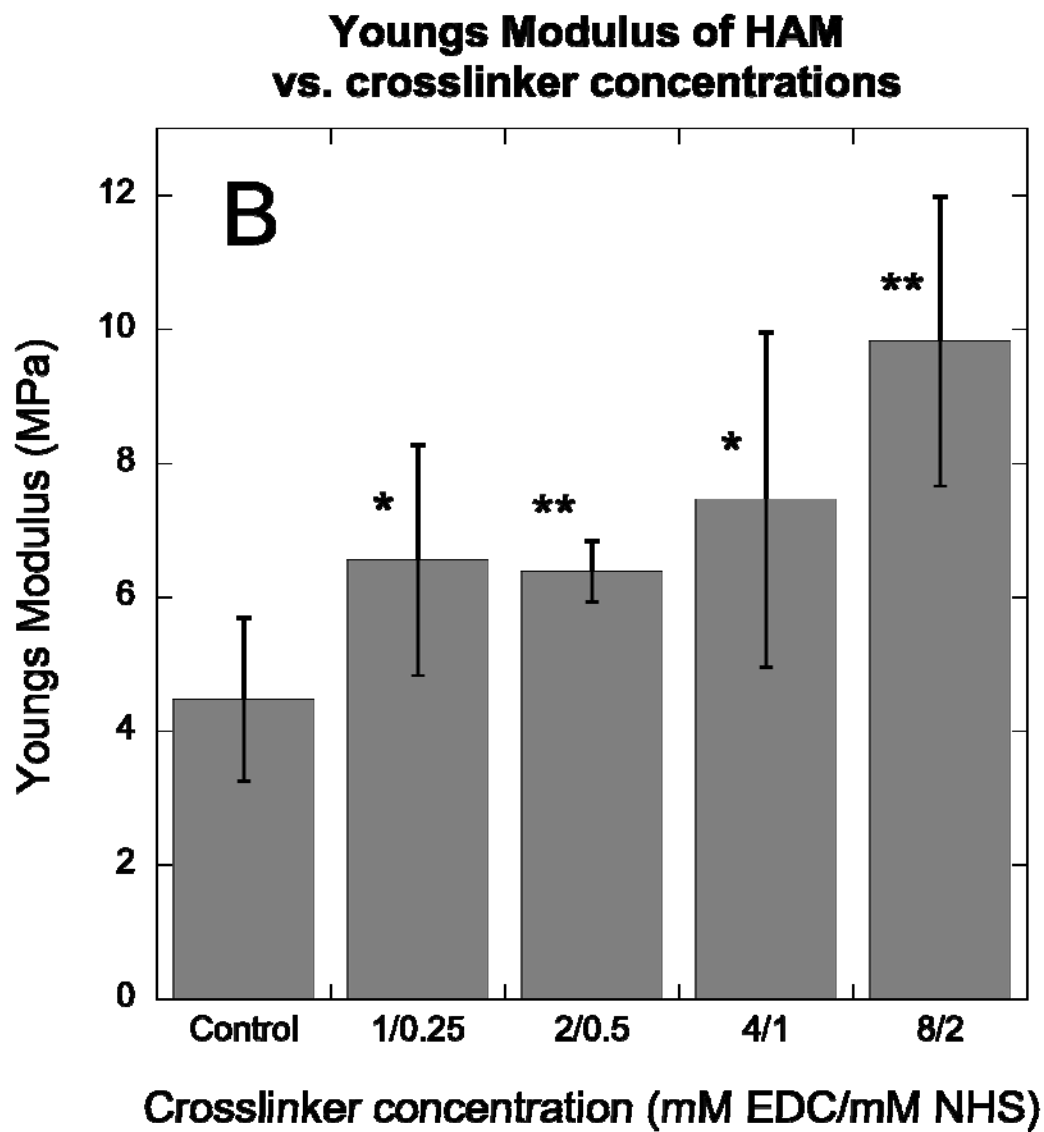 Youngs Modulus of HAM
vs. crosslinker concentrations
B
12
10
8
6
4
2
0
Youngs Modulus (MPa)
*
**
*
**
Control 1/0.25 2/0.5 4/1 8/2
Crosslinker concentration (mM EDC/mM NHS)